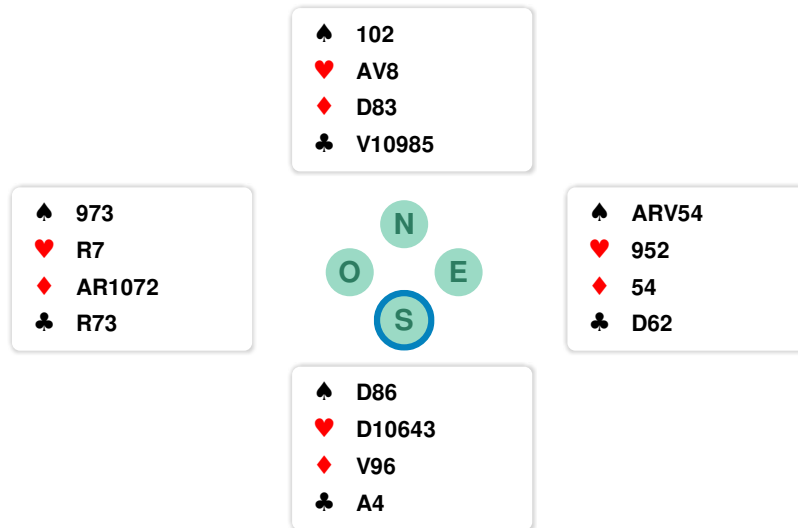 ♠ 102
♥ AV8
♦ D83
♣ V10985
♠ 973
♥ R7
♦ AR1072
♣ R73
N
O E
S
♠ ARV54
♥ 952
♦ 54
♣ D62
♠ D86
♥ D10643
♦ V96
♣ A4